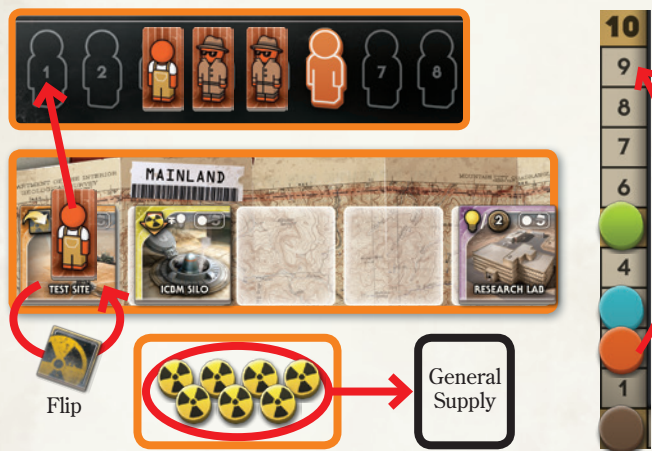 1
2
7
8
MAINLAND
TEST SITE
ICBM SILO
2
RESEARCH LAB
Flip
General
Supply
10
9
8
7
6
4
1